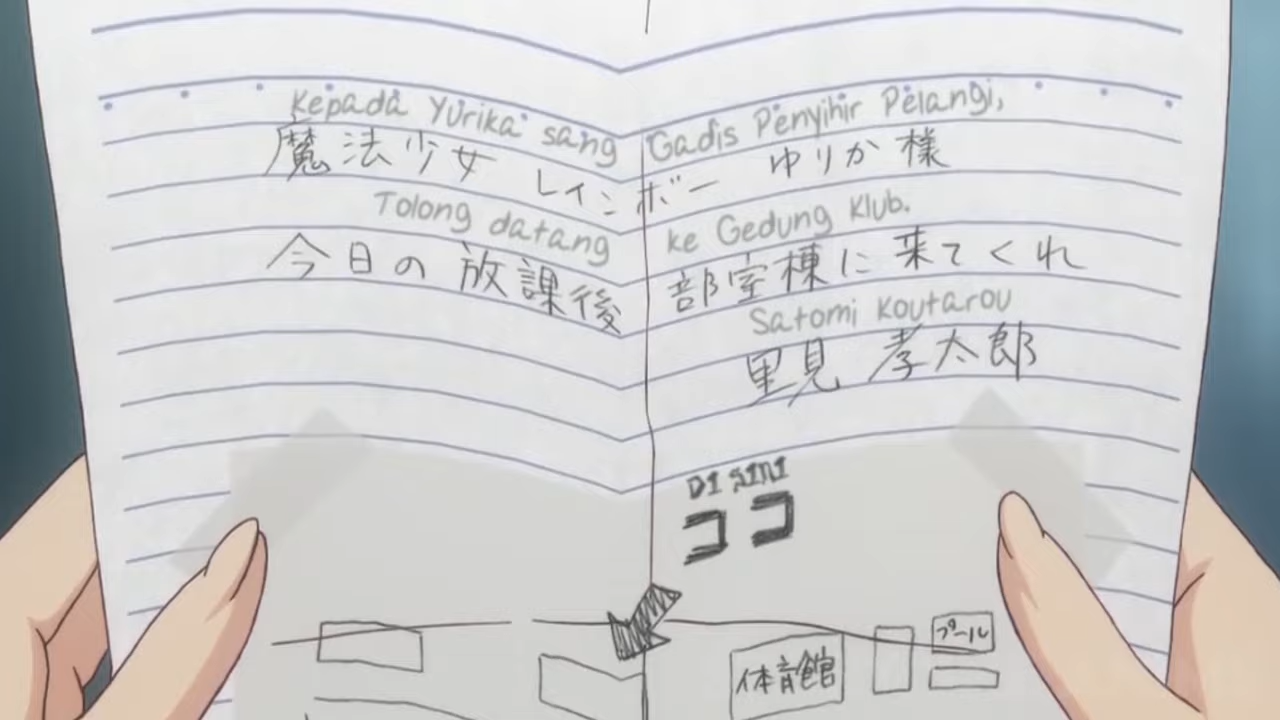 Kepada Yurika sang Gadis Penyihir Pelangi,
魔法少女 レインボー ゆりか様
Tolong datang ke Gedung Klub.
今日の放課後 部室棟に来てくれ
Satomi Koutarou
里見 孝太郎
DI SINI
ココ
プール
体育館